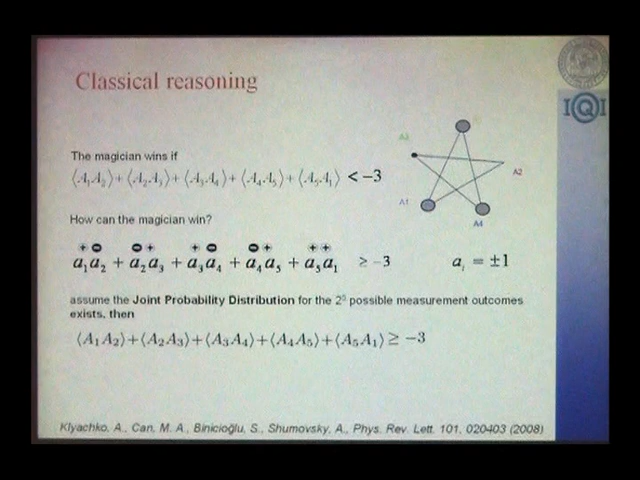 Classical reasoning
IQI
The magician wins if
⟨A₁A₂⟩+⟨A₂A₃⟩+⟨A₃A₄⟩+⟨A₄A₅⟩+⟨A₅A₁⟩ < −3
A3
A2
A1
A4
How can the magician win?
+ − − + + − − + + +
a₁a₂ + a₂a₃ + a₃a₄ + a₄a₅ + a₅a₁ ≥ −3 aᵢ = ±1
assume the Joint Probability Distribution for the 2⁵ possible measurement outcomes
exists, then
⟨A₁A₂⟩+⟨A₂A₃⟩+⟨A₃A₄⟩+⟨A₄A₅⟩+⟨A₅A₁⟩ ≥ −3
Klyachko, A., Can, M. A., Binicioğlu, S., Shumovsky, A., Phys. Rev. Lett. 101, 020403 (2008)